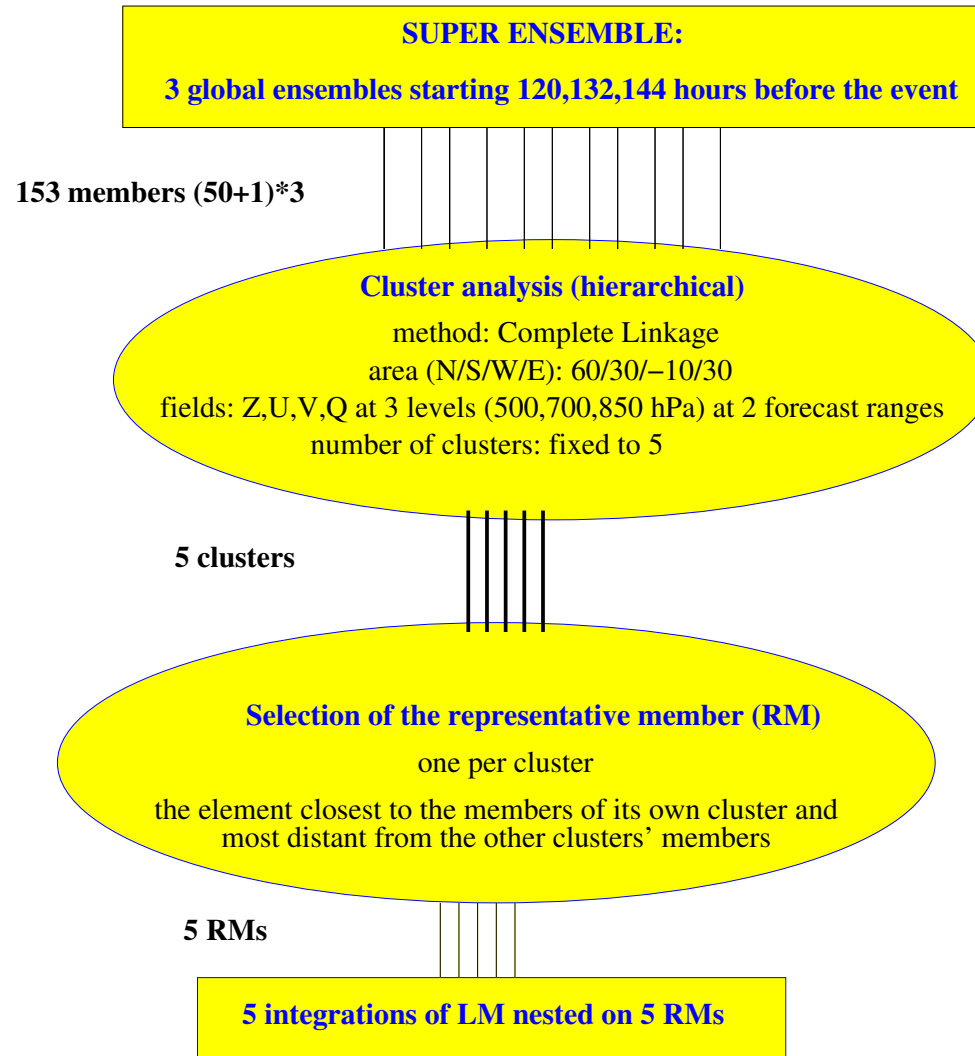 SUPER ENSEMBLE:
3 global ensembles starting 120,132,144 hours before the event
153 members (50+1)*3
Cluster analysis (hierarchical)
method: Complete Linkage
area (N/S/W/E): 60/30/−10/30
fields: Z,U,V,Q at 3 levels (500,700,850 hPa) at 2 forecast ranges
number of clusters: fixed to 5
5 clusters
Selection of the representative member (RM)
one per cluster
the element closest to the members of its own cluster and
most distant from the other clusters’ members
5 RMs
5 integrations of LM nested on 5 RMs